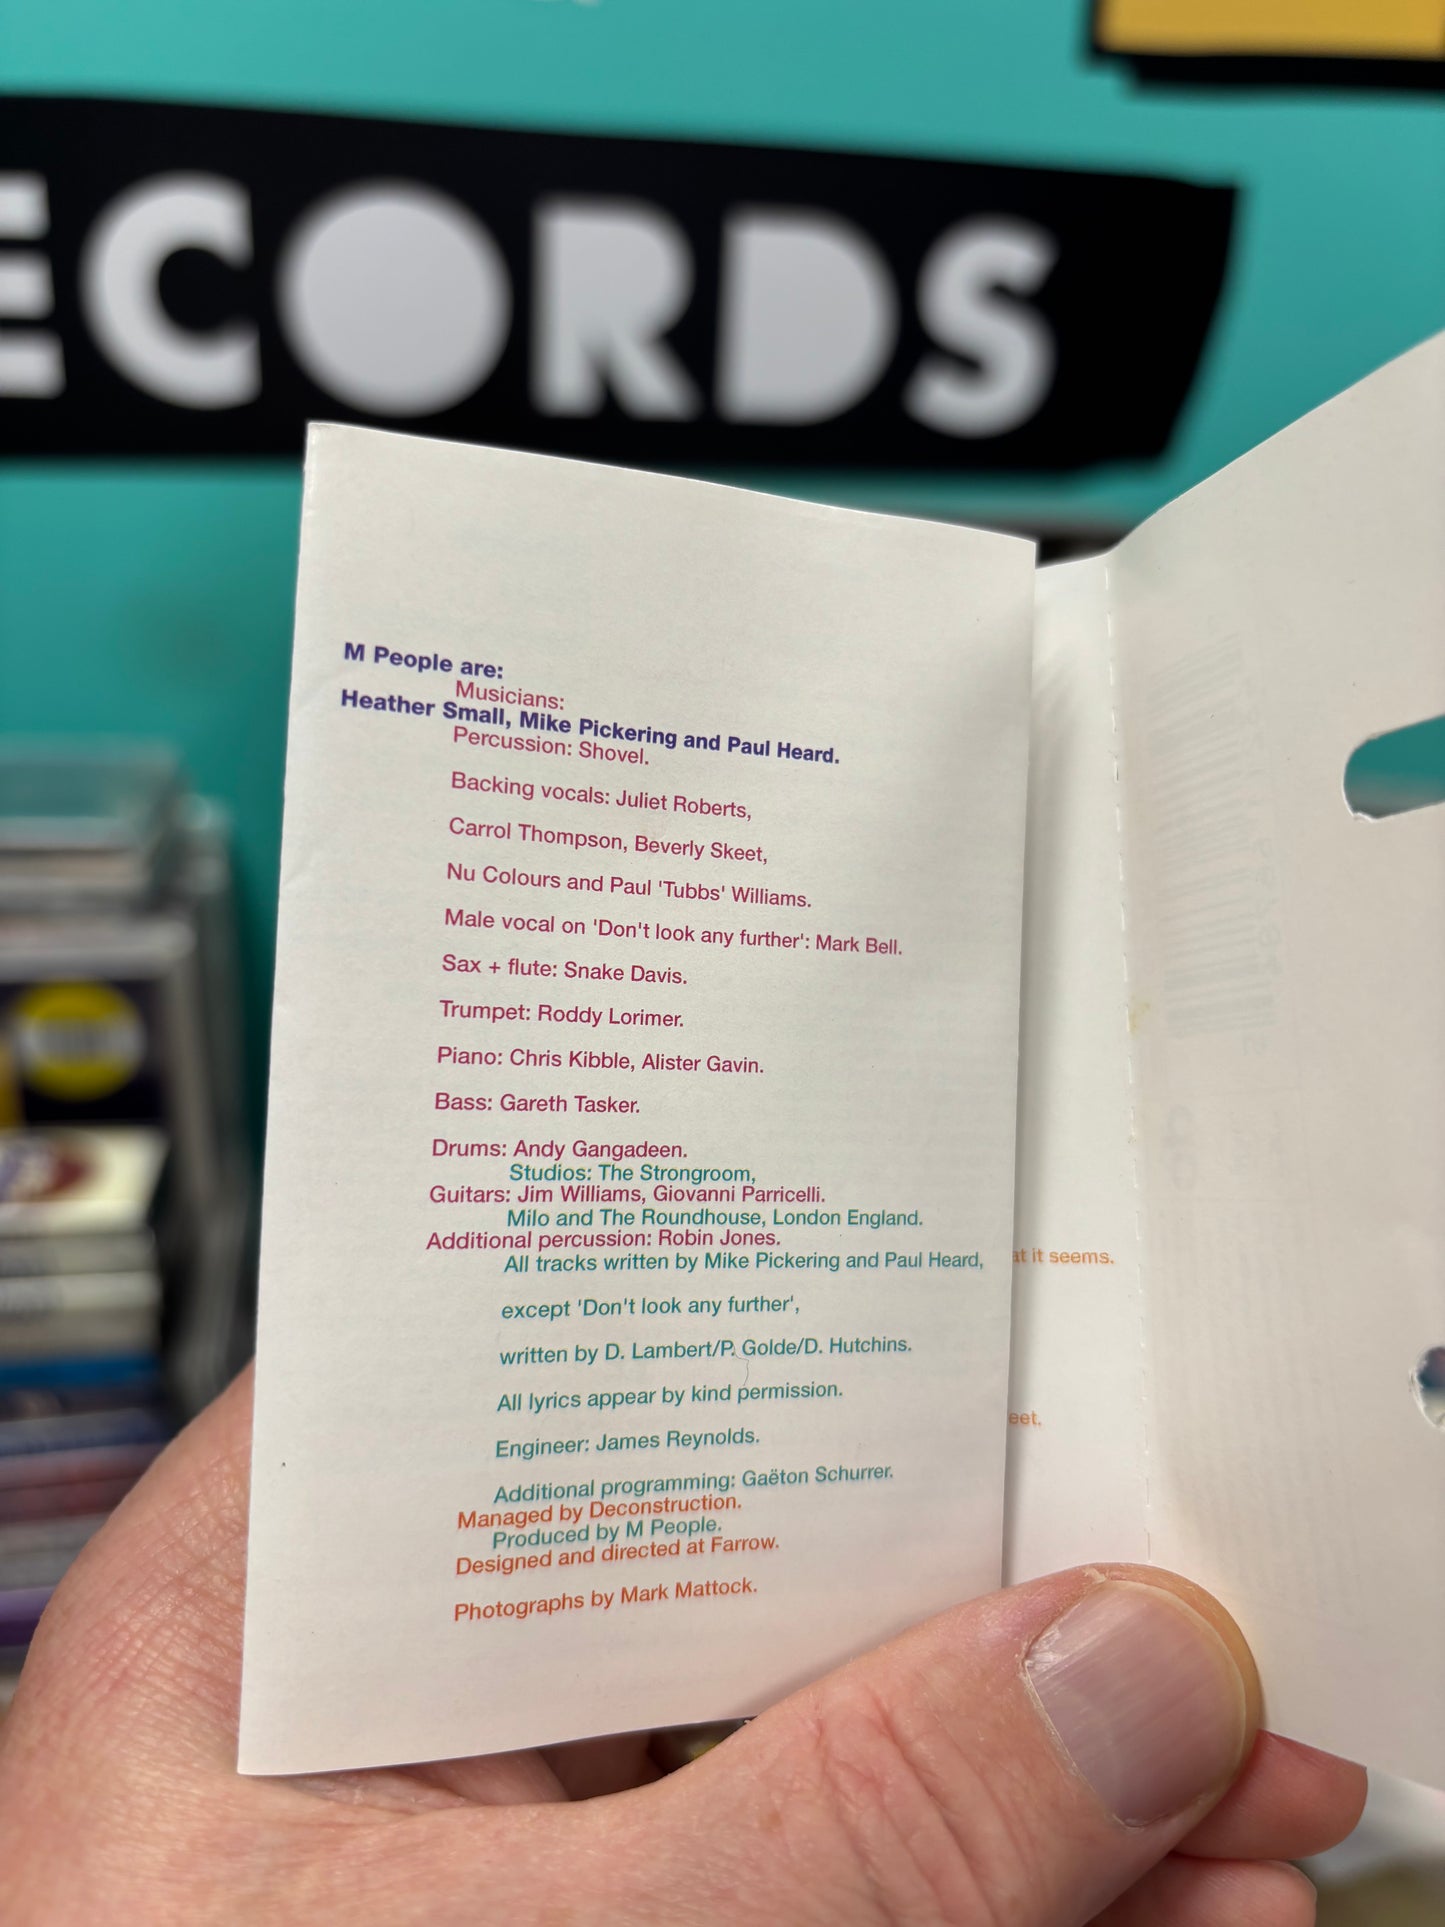 ECORDS
M People are:
Musicians:
Heather Small, Mike Pickering and Paul Heard.
Percussion: Shovel.
Backing vocals: Juliet Roberts,
Carrol Thompson, Beverly Skeet,
Nu Colours and Paul 'Tubbs' Williams.
Male vocal on 'Don't look any further': Mark Bell.
Sax + flute: Snake Davis.
Trumpet: Roddy Lorimer.
Piano: Chris Kibble, Alister Gavin.
Bass: Gareth Tasker.
Drums: Andy Gangadeen.
Studios: The Strongroom,
Guitars: Jim Williams, Giovanni Parricelli.
Milo and The Roundhouse, London England.
Additional percussion: Robin Jones.
All tracks written by Mike Pickering and Paul Heard,
at it seems.
except 'Don't look any further',
written by D. Lambert/P. Golde/D. Hutchins.
All lyrics appear by kind permission.
eet.
Engineer: James Reynolds.
Additional programming: Gaëton Schurrer.
Managed by Deconstruction.
Produced by M People.
Designed and directed at Farrow.
Photographs by Mark Mattock.